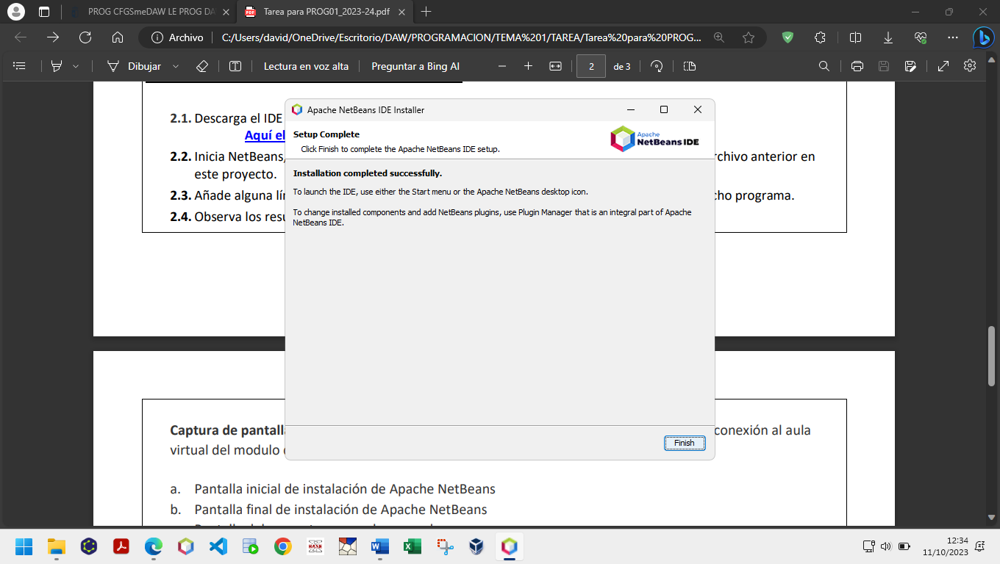 PROG CFGSmeDAW LE PROG DA
Tarea para PROG01_2023-24.pdf
Archivo
C:/Users/david/OneDrive/Escritorio/DAW/PROGRAMACION/TEMA%201/TAREA/Tarea%20para%20PROG...
Dibujar
Lectura en voz alta
Preguntar a Bing AI
2
de 3
2.1. Descarga el IDE
Aquí el
2.2. Inicia NetBeans, rchivo anterior en
este proyecto.
2.3. Añade alguna lín cho programa.
2.4. Observa los resu
Apache NetBeans IDE Installer
Setup Complete
Click Finish to complete the Apache NetBeans IDE setup.
Apache
NetBeans IDE
Installation completed successfully.
To launch the IDE, use either the Start menu or the Apache NetBeans desktop icon.
To change installed components and add NetBeans plugins, use Plugin Manager that is an integral part of Apache
NetBeans IDE.
Finish
Captura de pantall conexión al aula
virtual del modulo
a. Pantalla inicial de instalación de Apache NetBeans
b. Pantalla final de instalación de Apache NetBeans
12:34
11/10/2023